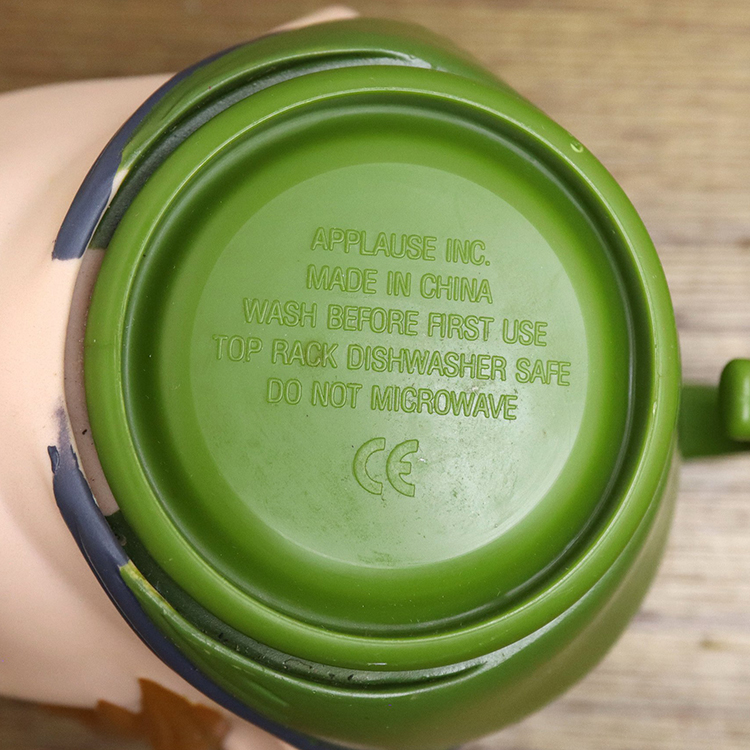 APPLAUSE INC.
MADE IN CHINA
WASH BEFORE FIRST USE
TOP RACK DISHWASHER SAFE
DO NOT MICROWAVE
CE